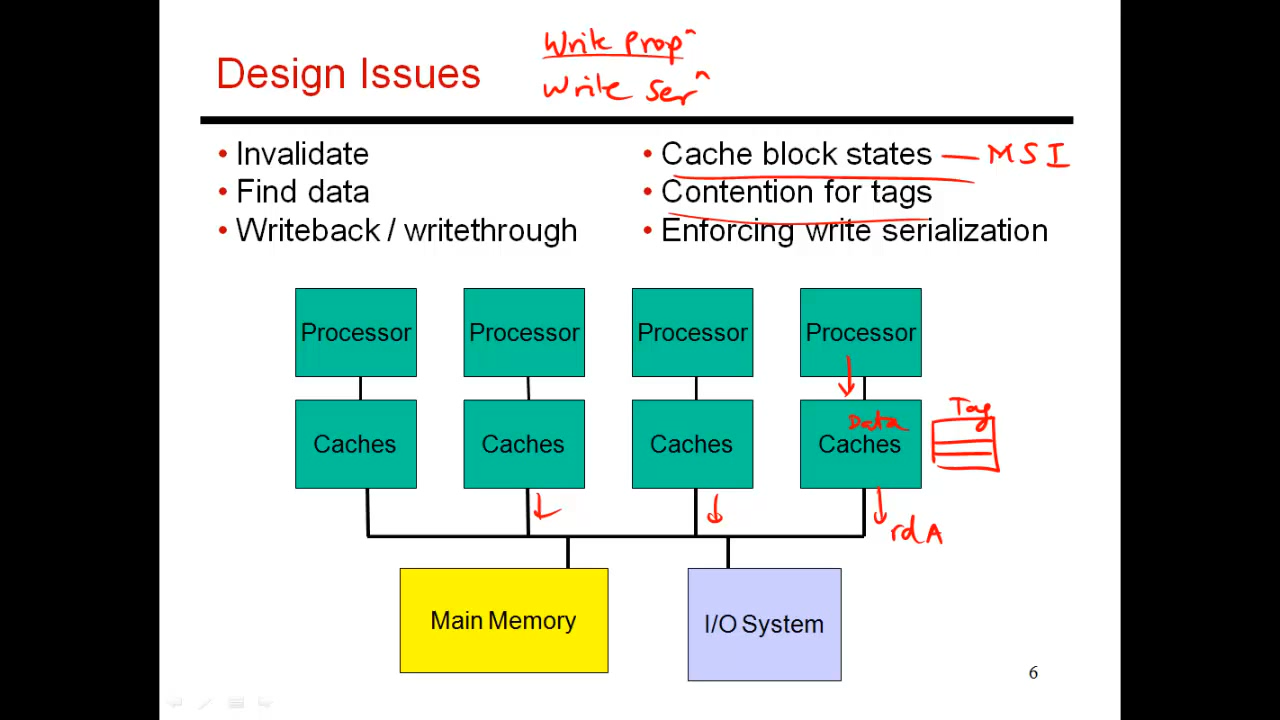 Write Prop^n
Design Issues
Write Ser^n
• Invalidate
• Find data
• Writeback / writethrough
• Cache block states — MSI
• Contention for tags
• Enforcing write serialization
Processor Processor Processor Processor
Tag
Data
Caches Caches Caches Caches
rd A
Main Memory I/O System
6